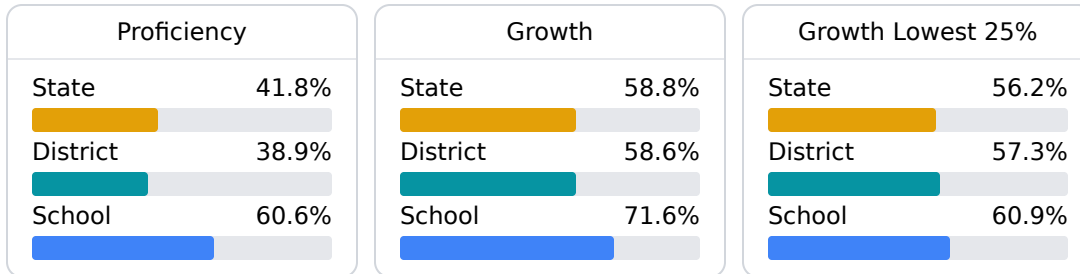 Proficiency
State 41.8%
District 38.9%
School 60.6%
Growth
State 58.8%
District 58.6%
School 71.6%
Growth Lowest 25%
State 56.2%
District 57.3%
School 60.9%